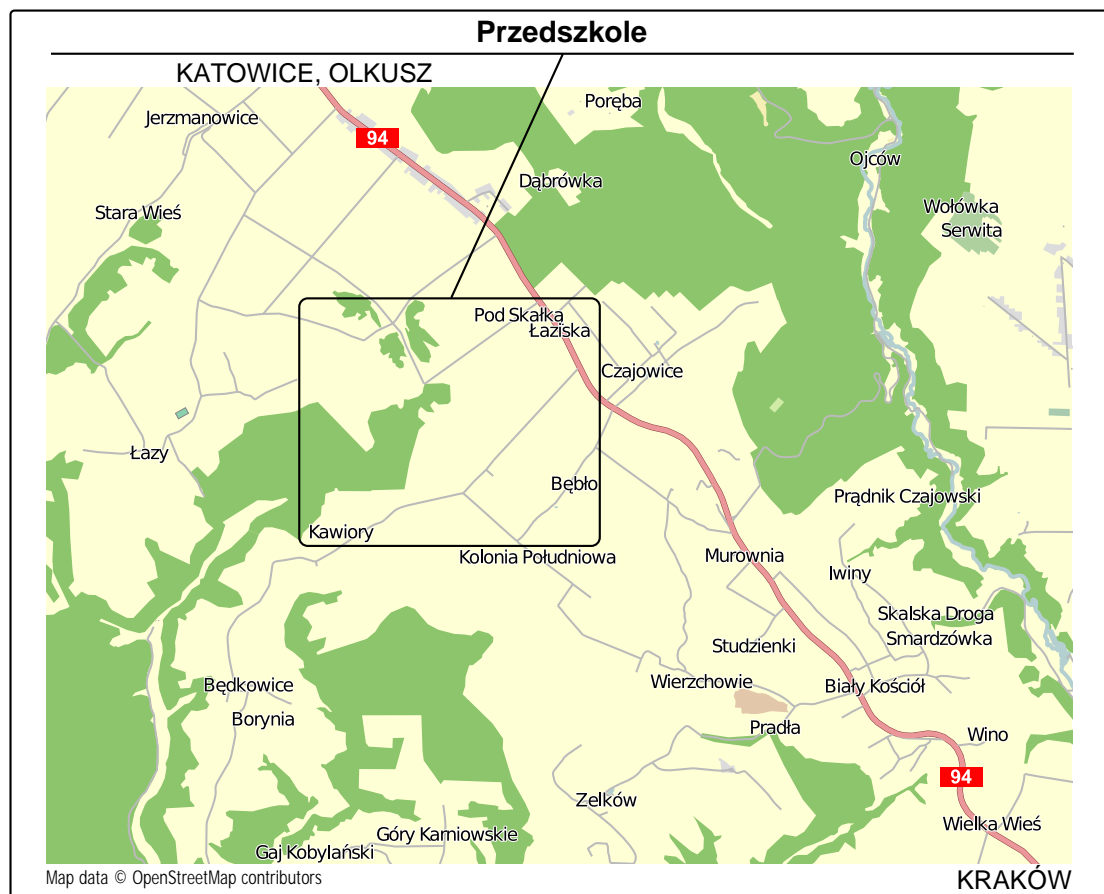 Przedszkole
KATOWICE, OLKUSZ
Poręba
Jerzmanowice
94
Ojców
Dąbrówka
Stara Wieś
Wołówka
Serwita
Pod Skałka
Łaziska
Czajowice
Łazy
Bębło
Prądnik Czajowski
Kawiory
Kolonia Południowa
Murownia
Iwiny
Skalska Droga
Smardzówka
Studzienki
Będkowice
Wierzchowie
Biały Kościół
Borynia
Pradła
Wino
94
Zelków
Wielka Wieś
Góry Karniowskie
Gaj Kobylański
Map data © OpenStreetMap contributors
KRAKÓW